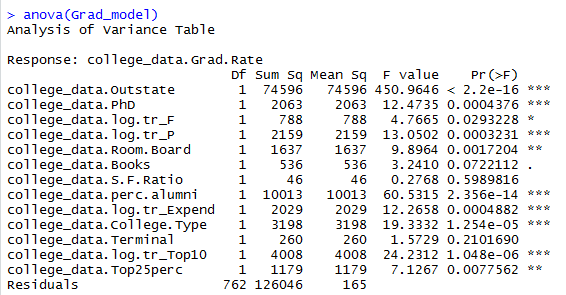 > anova(Grad_model)
Analysis of Variance Table

Response: college_data.Grad.Rate
                         Df Sum Sq Mean Sq  F value    Pr(>F)    
college_data.Outstate     1  74596   74596 450.9646 < 2.2e-16 ***
college_data.PhD          1   2063    2063  12.4735 0.0004376 ***
college_data.log.tr_F     1    788     788   4.7665 0.0293228 *  
college_data.log.tr_P     1   2159    2159  13.0502 0.0003231 ***
college_data.Room.Board   1   1637    1637   9.8964 0.0017204 ** 
college_data.Books        1    536     536   3.2410 0.0722112 .  
college_data.S.F.Ratio    1     46      46   0.2768 0.5989816    
college_data.perc.alumni  1  10013   10013  60.5315 2.356e-14 ***
college_data.log.tr_Expend 1   2029    2029  12.2658 0.0004882 ***
college_data.College.Type 1   3198    3198  19.3332 1.254e-05 ***
college_data.Terminal     1    260     260   1.5729 0.2101690    
college_data.log.tr_Top10 1   4008    4008  24.2312 1.048e-06 ***
college_data.Top25perc    1   1179    1179   7.1267 0.0077562 ** 
Residuals               762 126046     165